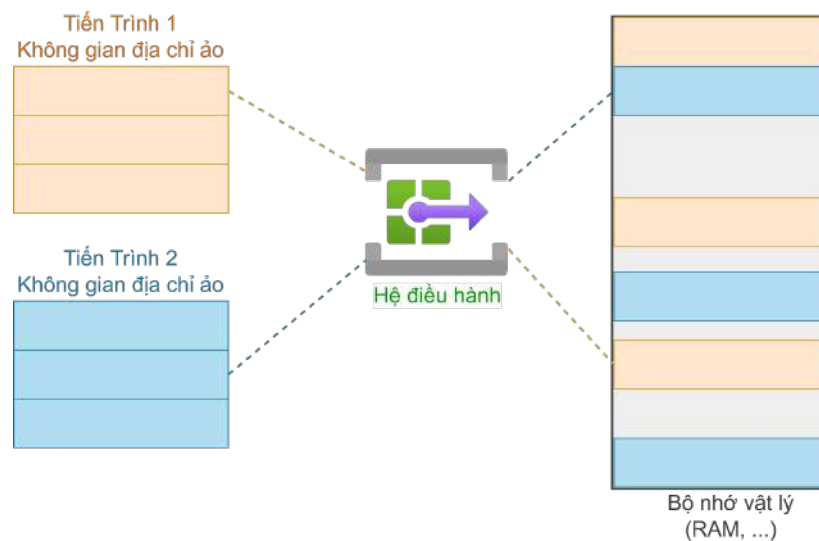 Tiến Trình 1
Không gian địa chỉ ảo
Tiến Trình 2
Không gian địa chỉ ảo
Hệ điều hành
Bộ nhớ vật lý
(RAM, ...)